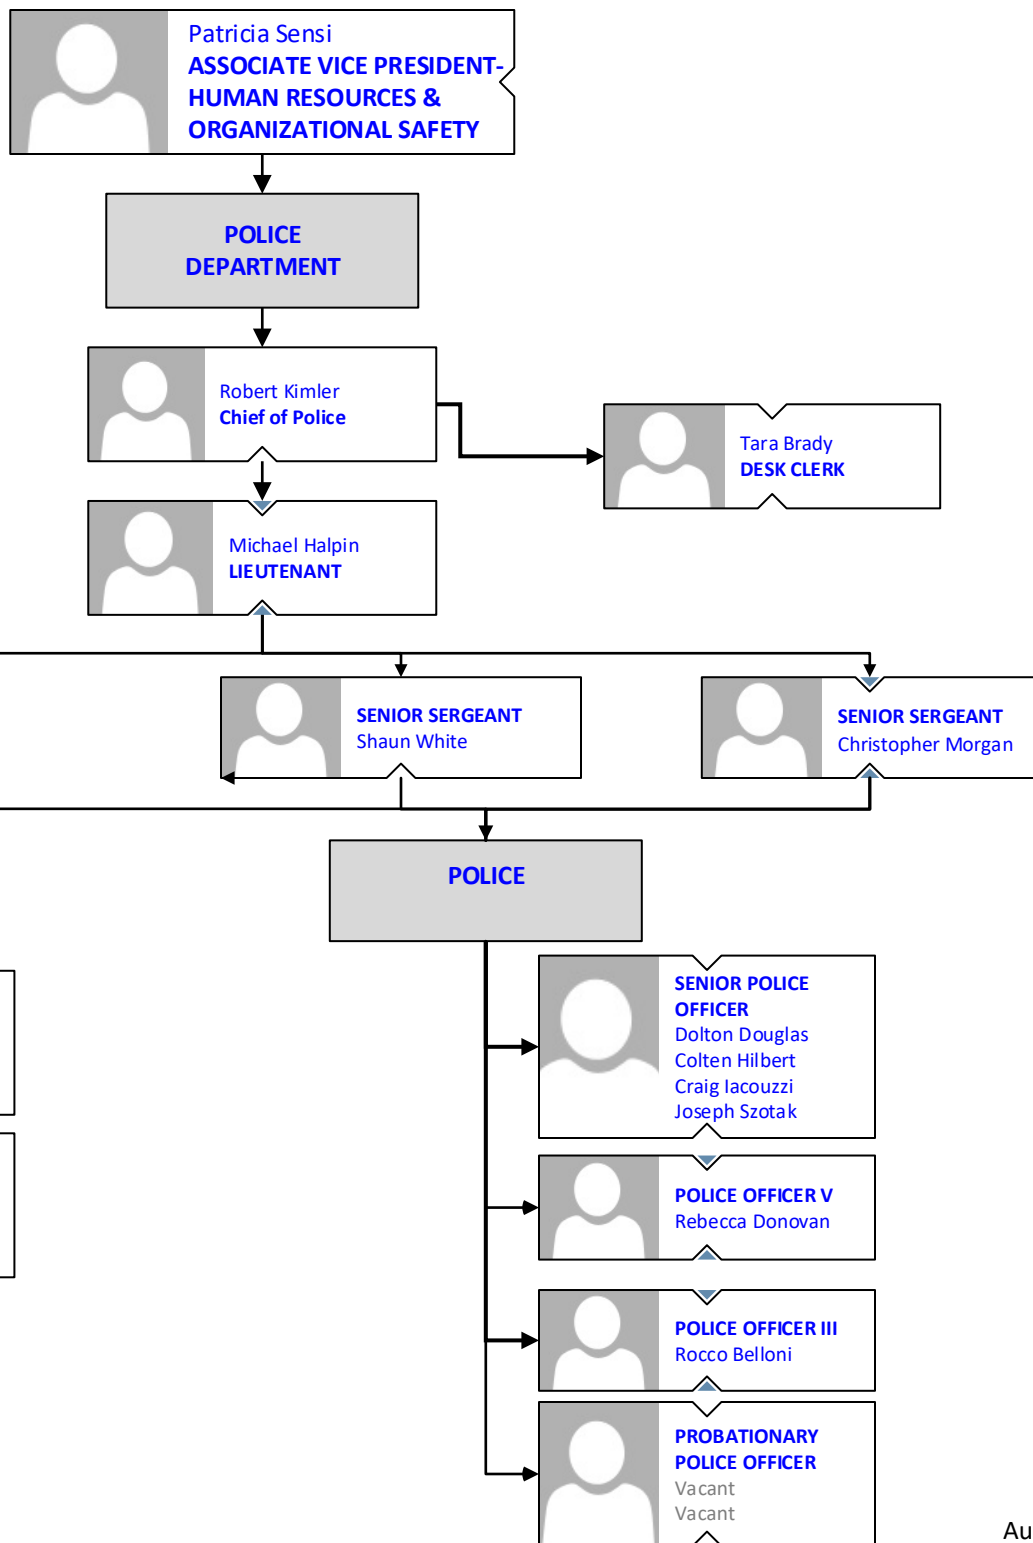 Patricia Sensi
ASSOCIATE VICE PRESIDENT-
HUMAN RESOURCES &
ORGANIZATIONAL SAFETY
POLICE
DEPARTMENT
Robert Kimler
Chief of Police
Tara Brady
DESK CLERK
Michael Halpin
LIEUTENANT
SENIOR SERGEANT
Shaun White
SENIOR SERGEANT
Christopher Morgan
POLICE
SENIOR POLICE
OFFICER
Dolton Douglas
Colten Hilbert
Craig Iacouzzi
Joseph Szotak
POLICE OFFICER V
Rebecca Donovan
POLICE OFFICER III
Rocco Belloni
PROBATIONARY
POLICE OFFICER
Vacant
Vacant
Au